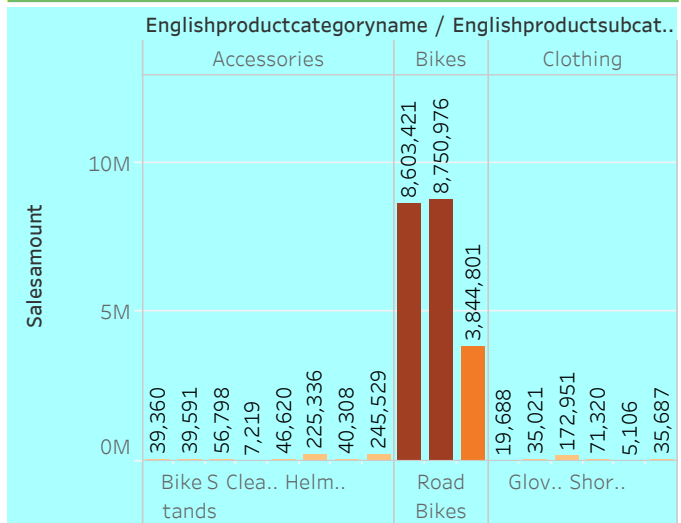 Englishproductcategoryname / Englishproductsubcat..
Accessories Bikes Clothing
Salesamount
10M
5M
0M
39,360
39,591
56,798
7,219
46,620
225,336
40,308
245,529
8,603,421
8,750,976
3,844,801
19,688
35,021
172,951
71,320
5,106
35,687
Bike S Clea.. Helm.. Road Glov.. Shor..
tands Bikes